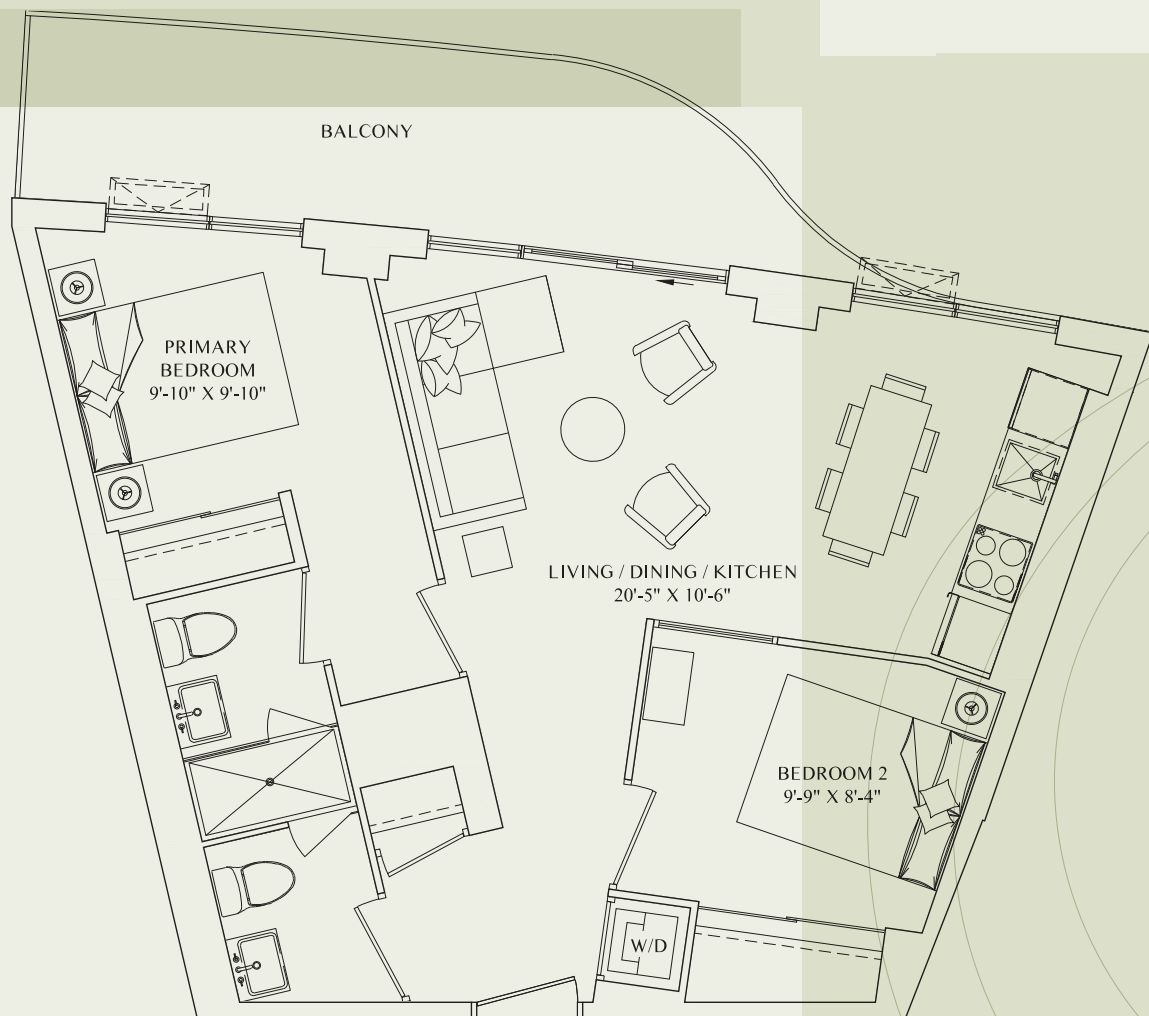 BALCONY
PRIMARY
BEDROOM
9'-10" X 9'-10"
LIVING / DINING / KITCHEN
20'-5" X 10'-6"
BEDROOM 2
9'-9" X 8'-4"
W/D